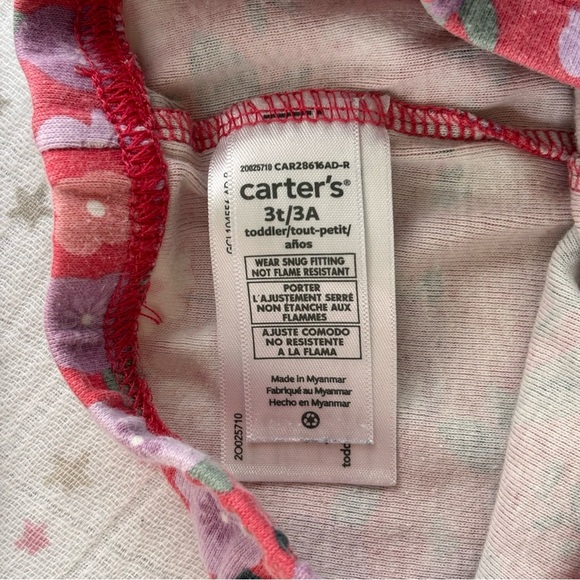 20025710 CAR28616AD-R
carter's®
3t/3A
toddler/tout-petit/
años
WEAR SNUG FITTING
NOT FLAME RESISTANT
PORTER
L'AJUSTEMENT SERRÉ
NON ÉTANCHE AUX
FLAMMES
AJUSTE COMODO
NO RESISTENTE
A LA FLAMA
Made in Myanmar
Fabriqué au Myanmar
Hecho en Myanmar
20025710